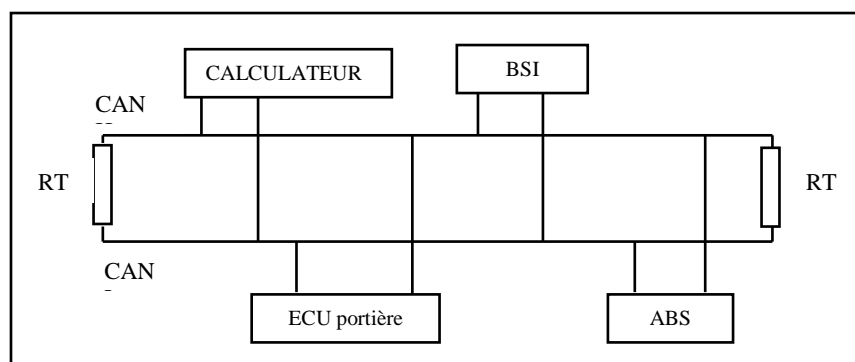 CALCULATEUR
BSI
CAN
RT
RT
CAN
ECU portière
ABS